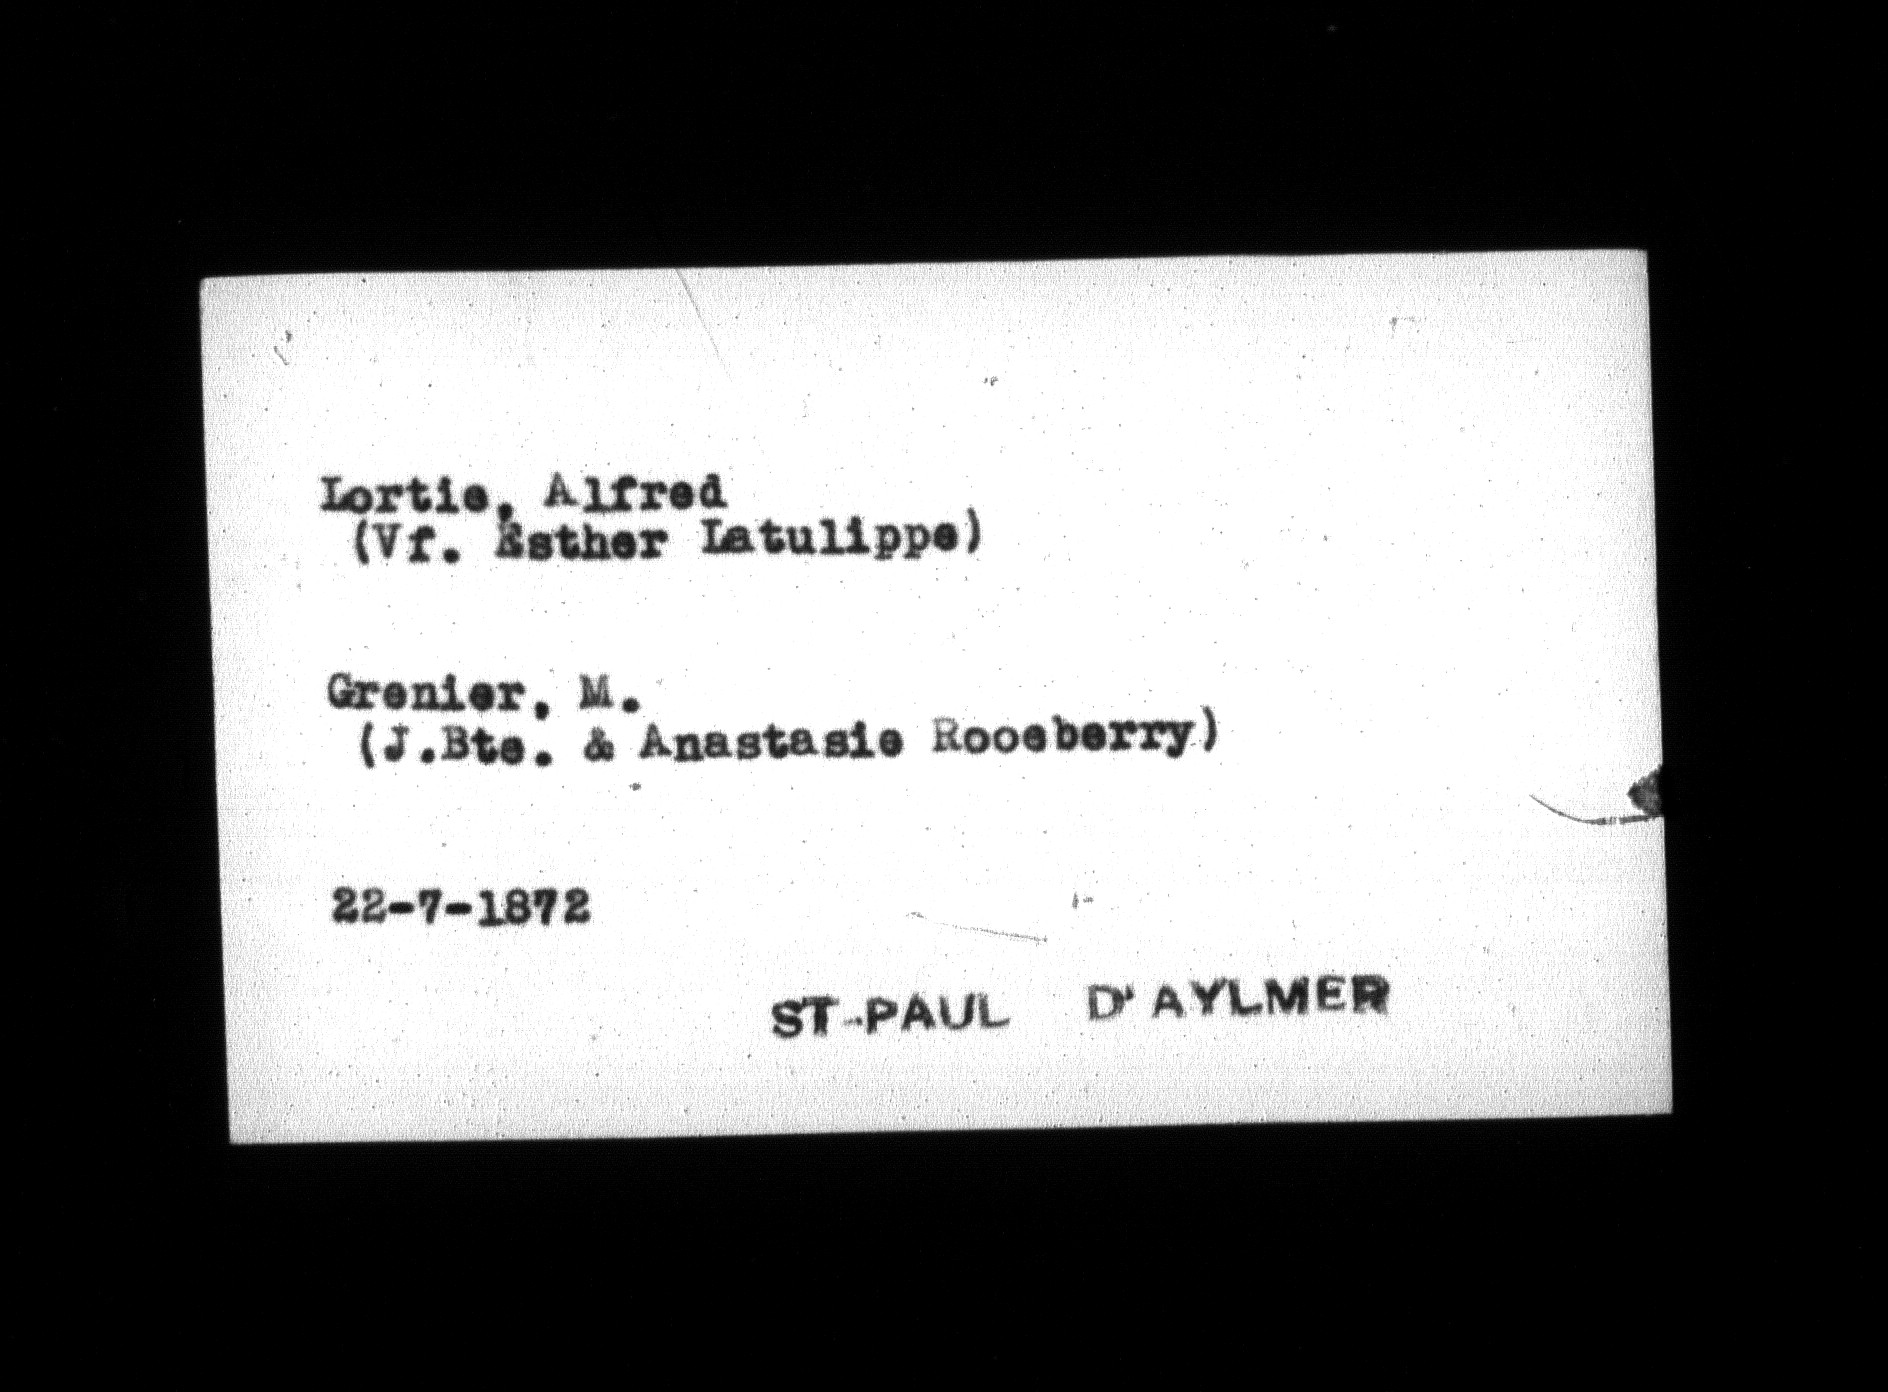 Lortie, Alfred
(Vf. Esther Latulippe)
Grenier, M.
(J.Bte. & Anastasie Rooeberry)
22-7-1872
ST-PAUL D'AYLMER